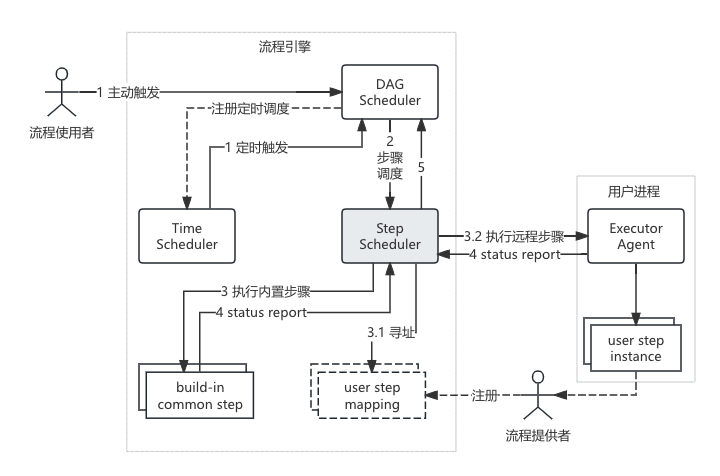 流程引擎
DAG
Scheduler
1 主动触发
流程使用者
注册定时调度
1 定时触发
2
步骤
调度
5
用户进程
Time
Scheduler
Step
Scheduler
3.2 执行远程步骤
4 status report
Executor
Agent
3 执行内置步骤
4 status report
3.1 寻址
user step
instance
build-in
common step
user step
mapping
注册
流程提供者